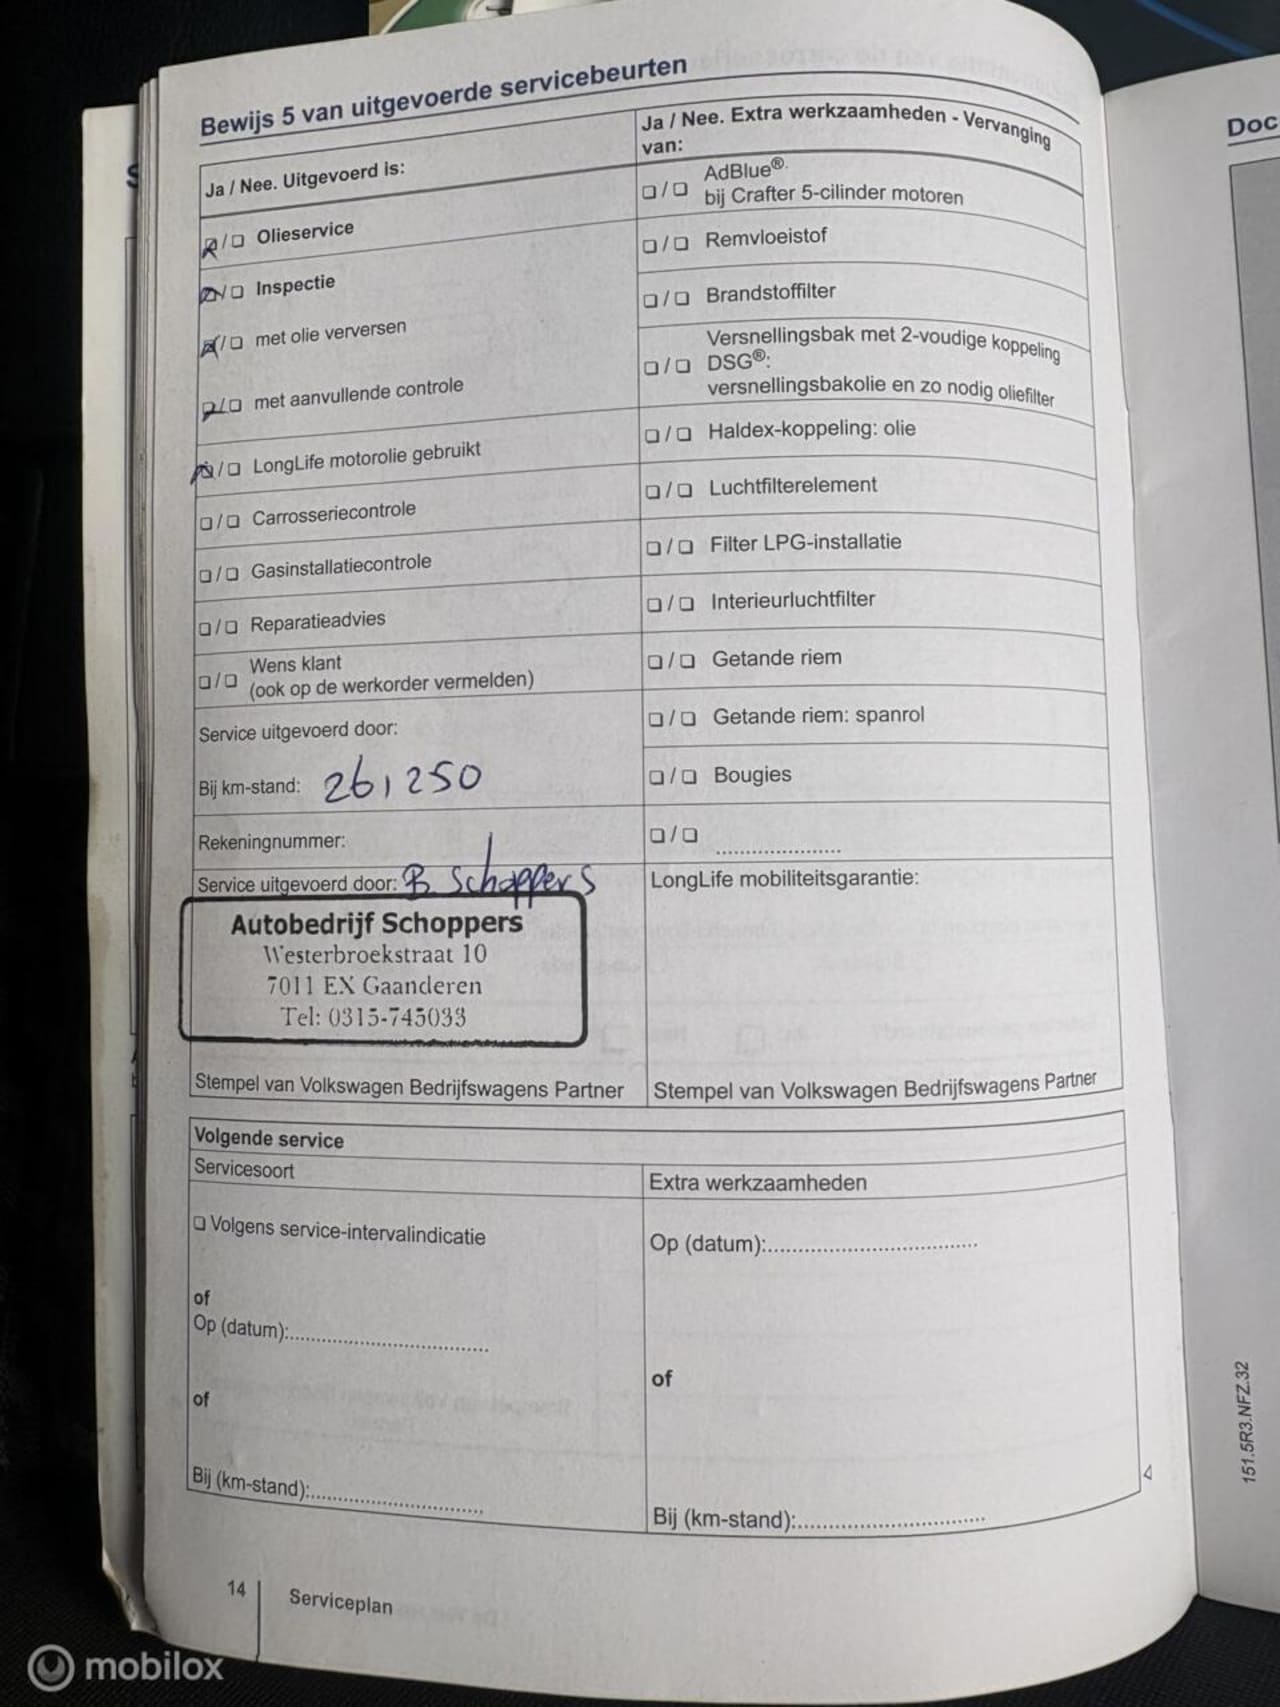 Bewijs 5 van uitgevoerde servicebeurten
Ja / Nee. Uitgevoerd is:
❏/❏ Olieservice
❏/❏ Inspectie
❏/❏ met olie verversen
❏/❏ met aanvullende controle
❏/❏ LongLife motorolie gebruikt
❏/❏ Carrosseriecontrole
❏/❏ Gasinstallatiecontrole
❏/❏ Reparatieadvies
❏/❏ Wens klant
(ook op de werkorder vermelden)
Service uitgevoerd door:
Bij km-stand: 261250
Rekeningnummer:
Service uitgevoerd door: B Schoppers
Autobedrijf Schoppers
Westerbroekstraat 10
7011 EX Gaanderen
Tel: 0315-745033
Stempel van Volkswagen Bedrijfswagens Partner
Ja / Nee. Extra werkzaamheden - Vervanging
van:
❏/❏ AdBlue®:
bij Crafter 5-cilinder motoren
❏/❏ Remvloeistof
❏/❏ Brandstoffilter
Versnellingsbak met 2-voudige koppeling
❏/❏ DSG®:
versnellingsbakolie en zo nodig oliefilter
❏/❏ Haldex-koppeling: olie
❏/❏ Luchtfilterelement
❏/❏ Filter LPG-installatie
❏/❏ Interieurluchtfilter
❏/❏ Getande riem
❏/❏ Getande riem: spanrol
❏/❏ Bougies
❏/❏ ....................
LongLife mobiliteitsgarantie:
Stempel van Volkswagen Bedrijfswagens Partner
Volgende service
Servicesoort
❏ Volgens service-intervalindicatie
of
Op (datum):..............................
of
Bij (km-stand):..........................
Extra werkzaamheden
Op (datum):..............................
of
Bij (km-stand):..........................
14
Serviceplan
Doc
151.5R3.NFZ.32
mobilox